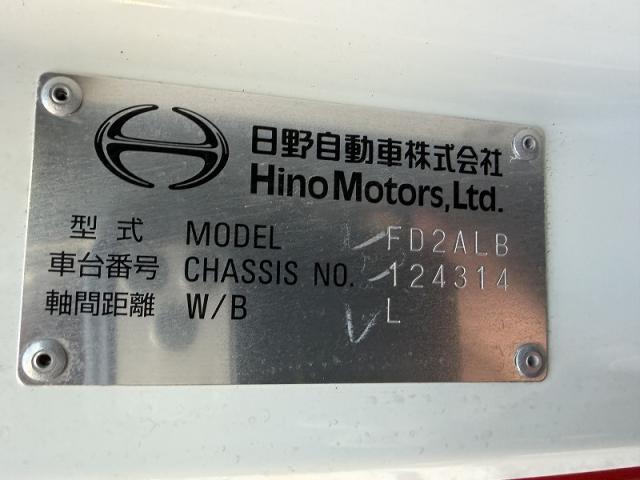 日野自動車株式会社
Hino Motors, Ltd.
型式 MODEL FD2ALB
車台番号 CHASSIS NO. 124314
軸間距離 W/B L